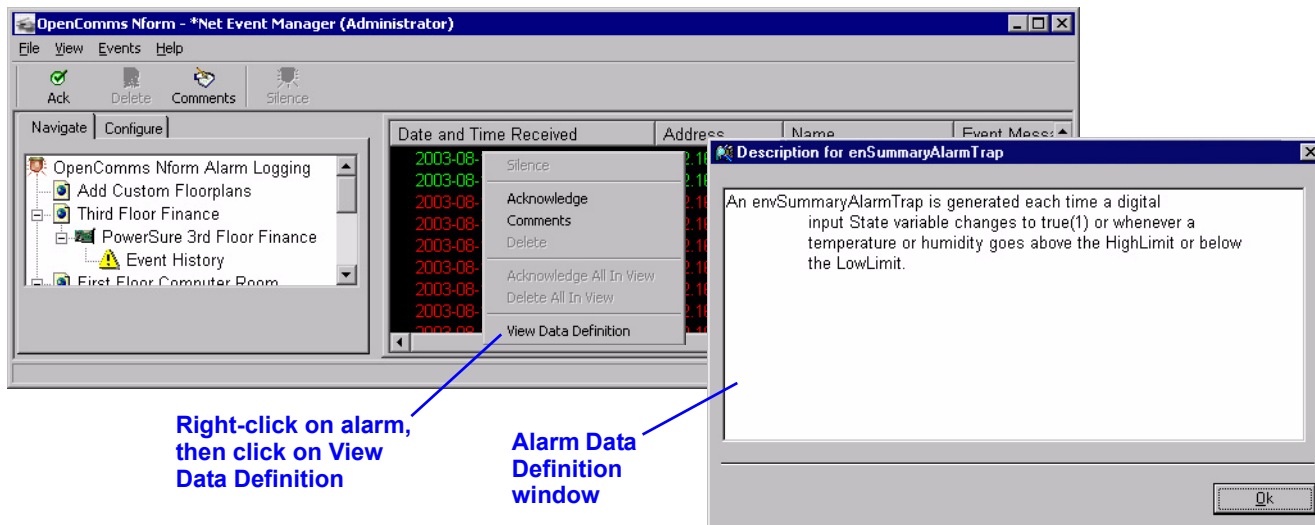 OpenComms Nform - *Net Event Manager (Administrator)
File View Events Help
Ack Delete Comments Silence
Navigate Configure
OpenComms Nform Alarm Logging
Add Custom Floorplans
Third Floor Finance
PowerSure 3rd Floor Finance
Event History
First Floor Computer Room
Date and Time Received Address Name Event Messa
2003-08-
2003-08-
2003-08-
2003-08-
2003-08-
2003-08-
2003-08-
2003-08-
2003-08-
Silence
Acknowledge
Comments
Delete
Acknowledge All In View
Delete All In View
View Data Definition
Description for enSummaryAlarmTrap
An envSummaryAlarmTrap is generated each time a digital
input State variable changes to true(1) or whenever a
temperature or humidity goes above the HighLimit or below
the LowLimit.
Ok
Right-click on alarm,
then click on View
Data Definition
Alarm Data
Definition
window